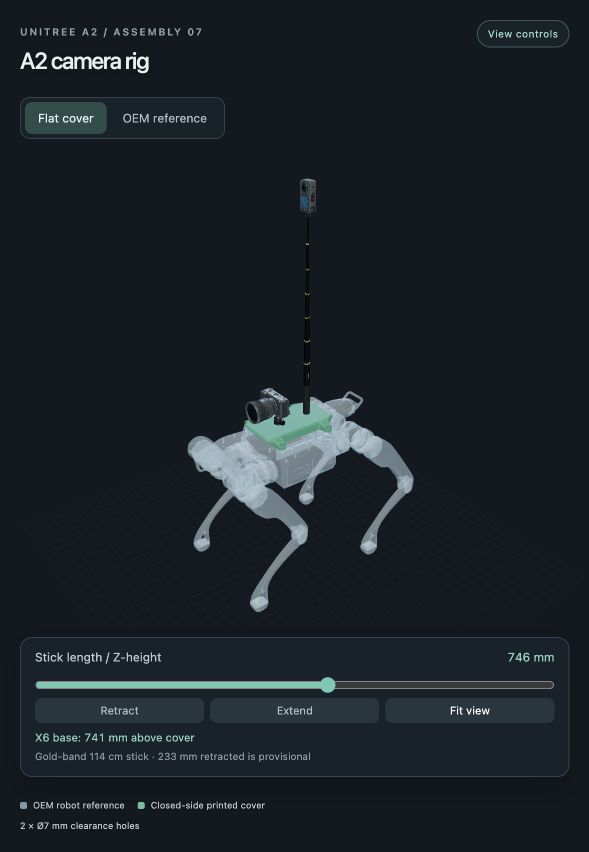 UNITREE A2 / ASSEMBLY 07
View controls
A2 camera rig
Flat cover
OEM reference
Stick length / Z-height
746 mm
Retract
Extend
Fit view
X6 base: 741 mm above cover
Gold-band 114 cm stick · 233 mm retracted is provisional
OEM robot reference
Closed-side printed cover
2 × Ø7 mm clearance holes